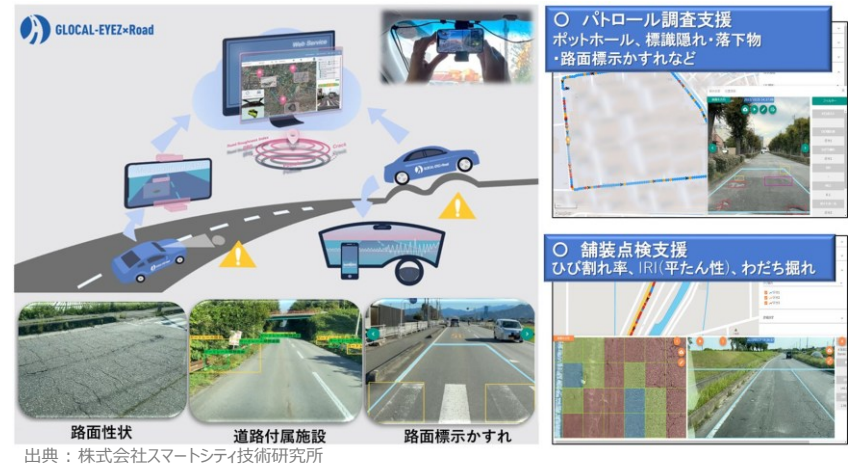 GLOCAL-EYEZ×Road
Web Service
Crack
GLOCAL-EYEZ×Road
路面性状
道路付属施設
路面標示かすれ
出典：株式会社スマートシティ技術研究所
○ パトロール調査支援
ポットホール、標識隠れ・落下物
・路面標示かすれなど
○ 舗装点検支援
ひび割れ率、IRI(平たん性)、わだち掘れ